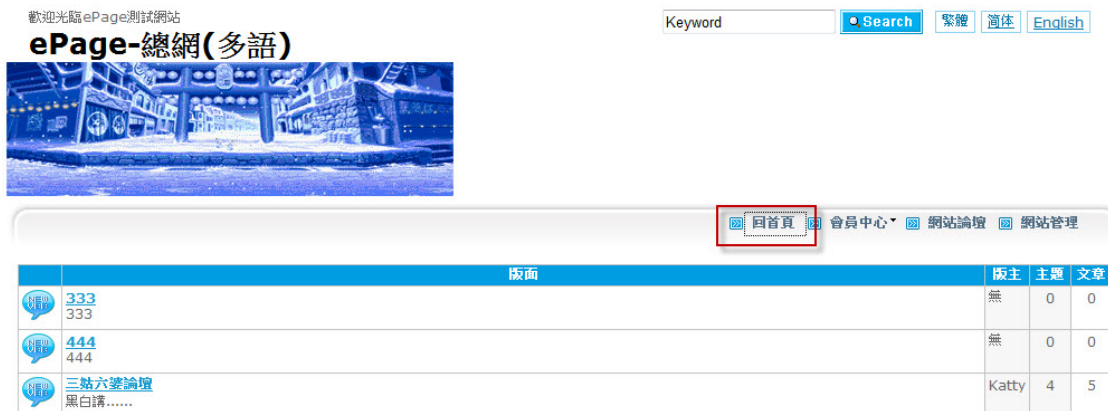 歡迎光臨ePage測試網站
ePage-總網(多語)
Keyword Search 繁體 简体 English
回首頁 會員中心 網站論壇 網站管理
版面 版主 主題 文章
333 無 0 0
333
444 無 0 0
444
三姑六婆論壇 Katty 4 5
黑白講......